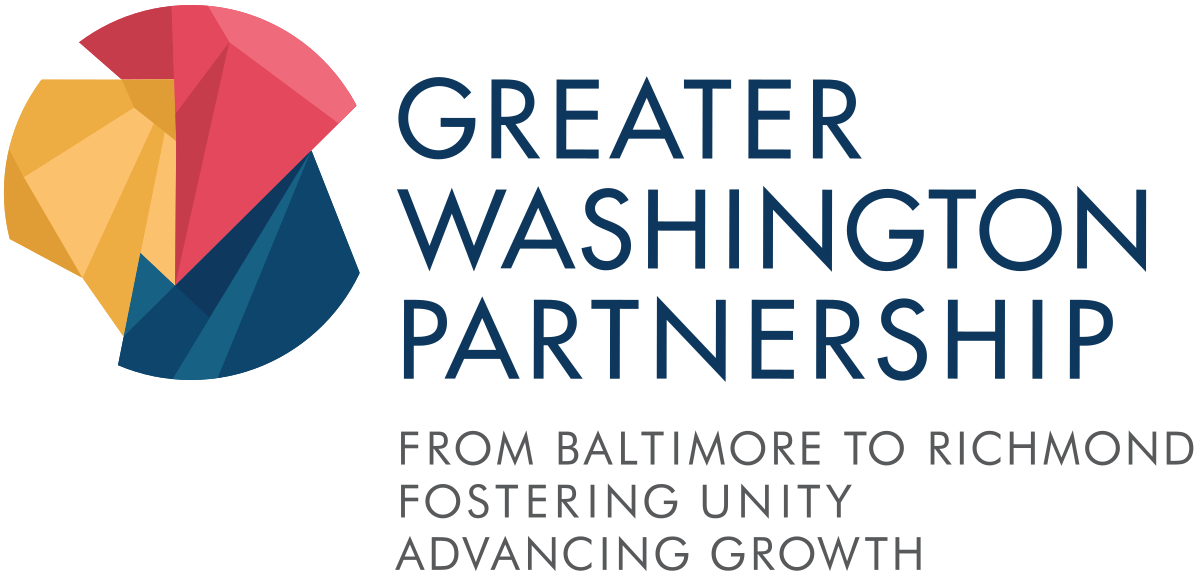 GREATER
WASHINGTON
PARTNERSHIP
FROM BALTIMORE TO RICHMOND
FOSTERING UNITY
ADVANCING GROWTH